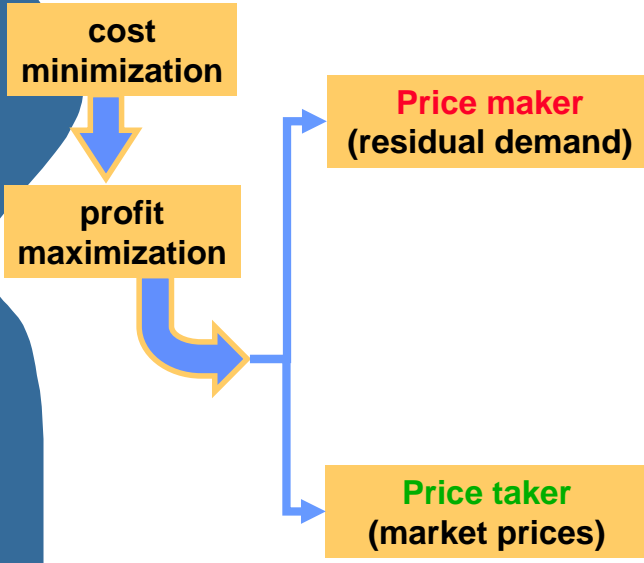 cost
minimization
profit
maximization
Price maker
(residual demand)
Price taker
(market prices)